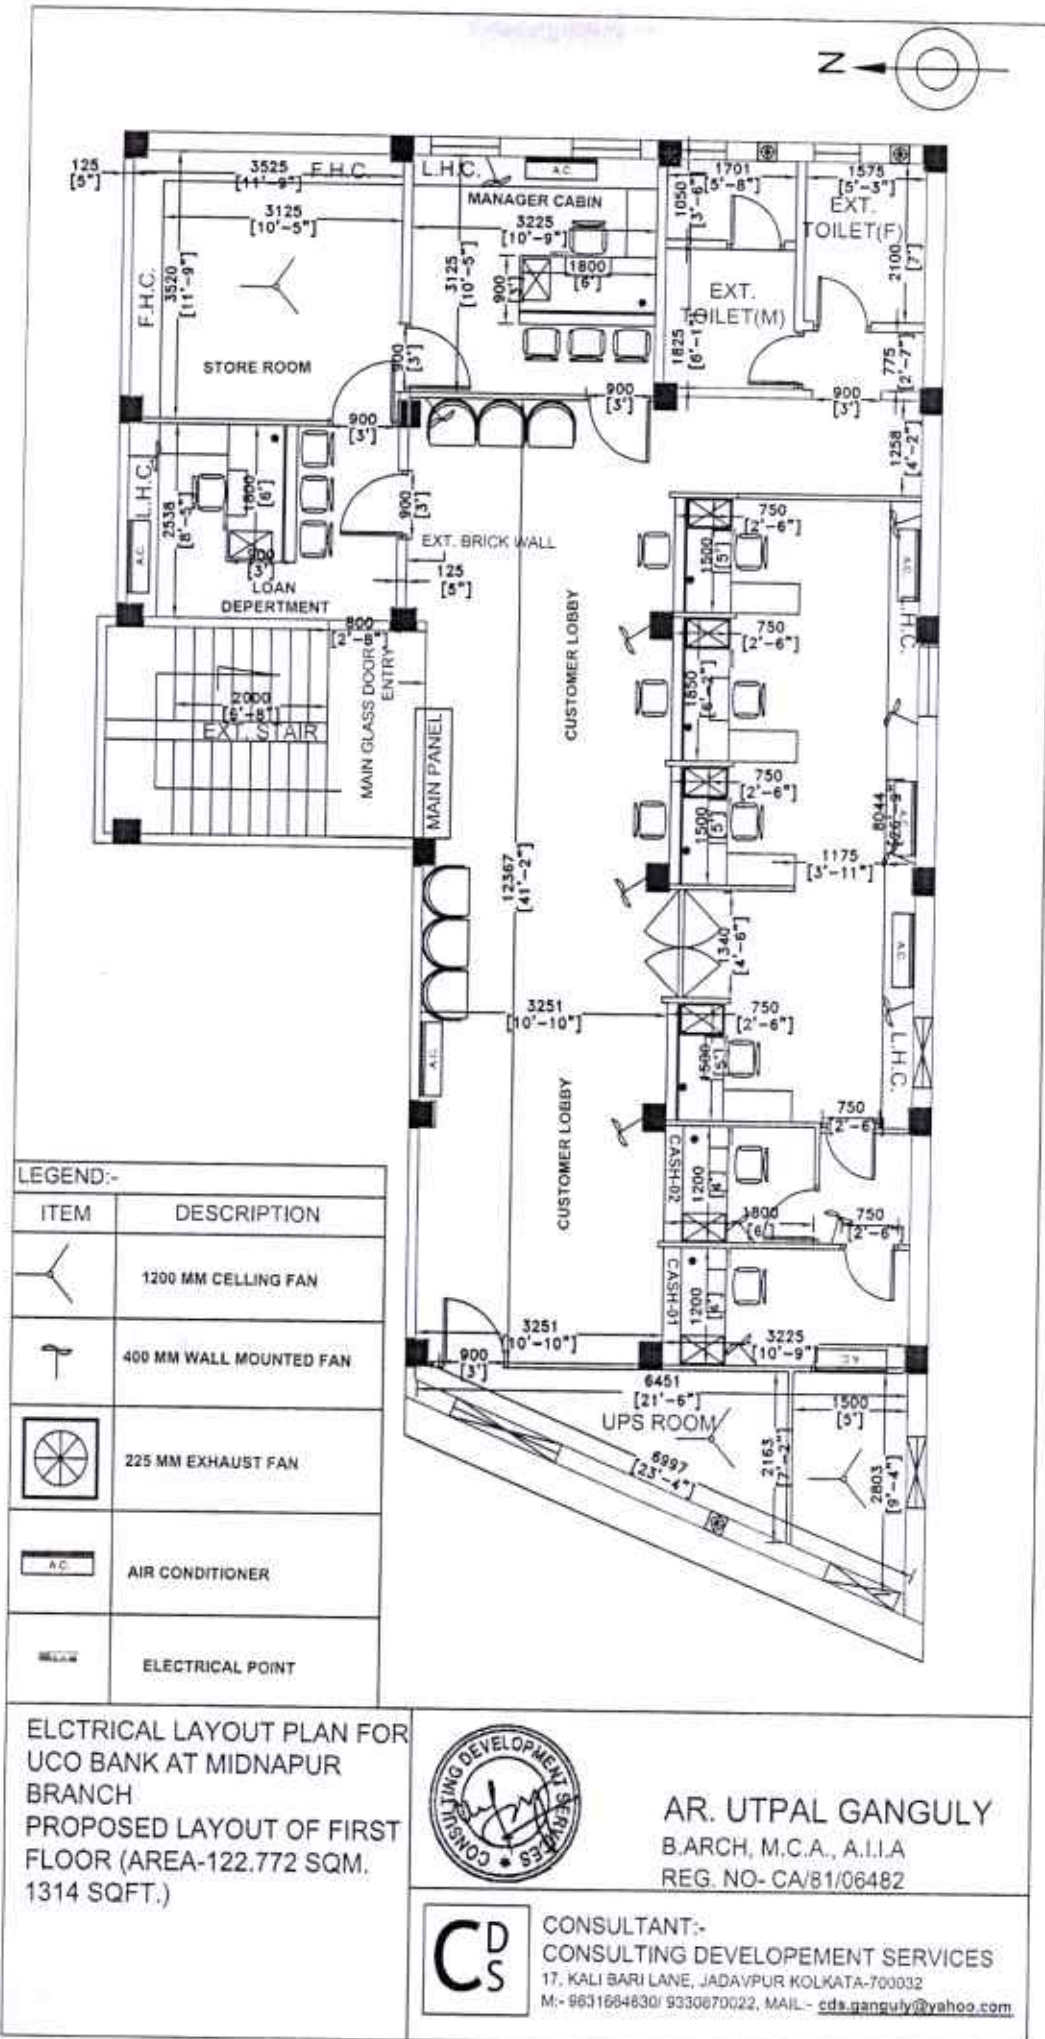 N
125
[5"]
3525
[11'-9"]
F.H.C.
L.H.C.
A.C.
1701
[5'-8"]
1575
[5'-3"]
3125
[10'-5"]
MANAGER CABIN
3225
[10'-9"]
1050
[3'-6"]
EXT.
TOILET(F)
2100
[7']
3520
[11'-9"]
F.H.C.
3125
[10'-5"]
900
[3']
1800
[6']
EXT.
TOILET(M)
1825
[6'-1"]
775
[2'-7"]
STORE ROOM
900
[3']
900
[3']
900
[3']
900
[3']
1258
[4'-2"]
L.H.C.
A.C.
2538
[8'-5"]
1800
[6']
900
[3']
900
[3']
LOAN
DEPERTMENT
EXT. BRICK WALL
125
[5"]
750
[2'-6"]
1500
[5']
A.C.
800
[2'-8"]
MAIN GLASS DOOR
ENTRY
CUSTOMER LOBBY
750
[2'-6"]
1850
[6'-2"]
2000
[6'-8"]
EXT. STAIR
MAIN PANEL
750
[2'-6"]
1500
[5']
8044
A.C.
1175
[3'-11"]
12367
[41'-2"]
1340
[4'-6"]
A.C.
3251
[10'-10"]
750
[2'-6"]
1500
[5']
L.H.C.
A.C.
CUSTOMER LOBBY
750
[2'-6"
CASH-02
1200
1800
[6']
750
[2'-6"
CASH-01
1200
3251
[10'-10"]
3225
[10'-9"]
900
[3']
6451
[21'-6"]
UPS ROOM
1500
[5']
6997
[23'-4"]
2163
[7'-2"]
2803
[9'-4"]
LEGEND:-
ITEM DESCRIPTION
1200 MM CELLING FAN
400 MM WALL MOUNTED FAN
225 MM EXHAUST FAN
A.C. AIR CONDITIONER
ELECTRICAL POINT
ELCTRICAL LAYOUT PLAN FOR
UCO BANK AT MIDNAPUR
BRANCH
PROPOSED LAYOUT OF FIRST
FLOOR (AREA-122.772 SQM.
1314 SQFT.)
CONSULTING DEVELOPMENT SERVICES
AR. UTPAL GANGULY
B.ARCH, M.C.A., A.I.I.A
REG. NO- CA/81/06482
CDS
CONSULTANT:-
CONSULTING DEVELOPEMENT SERVICES
17, KALI BARI LANE, JADAVPUR KOLKATA-700032
M:- 9831664630/ 9330870022, MAIL:- cds.ganguly@yahoo.com